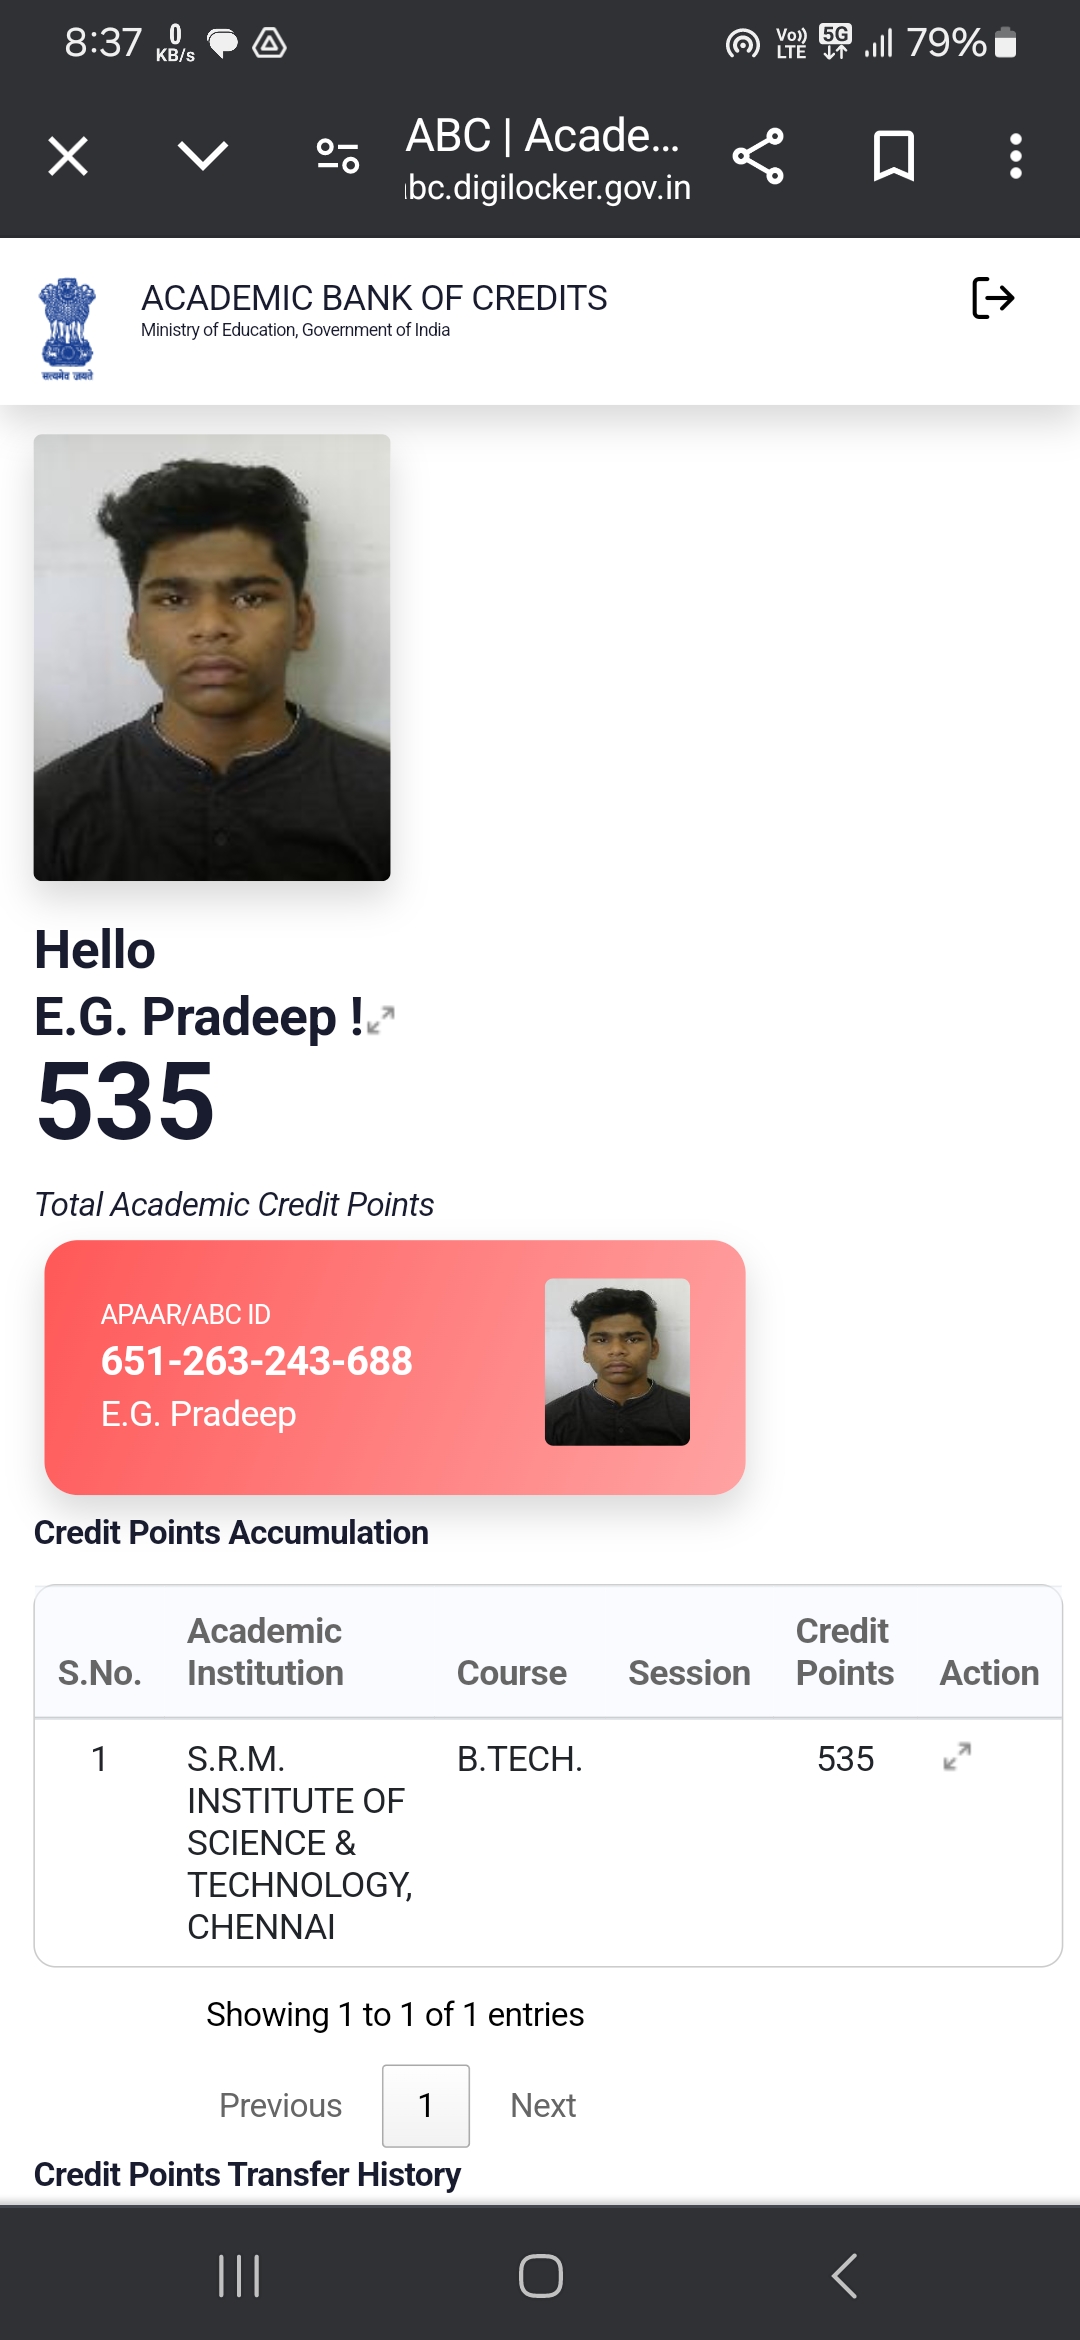 8:37 0 KB/s Vo)) LTE 5G 79%
ABC | Acade...
bc.digilocker.gov.in
ACADEMIC BANK OF CREDITS
Ministry of Education, Government of India
सत्यमेव जयते
Hello
E.G. Pradeep !
535
Total Academic Credit Points
APAAR/ABC ID
651-263-243-688
E.G. Pradeep
Credit Points Accumulation
S.No. Academic Institution Course Session Credit Points Action
1 S.R.M. B.TECH. 535
INSTITUTE OF
SCIENCE &
TECHNOLOGY,
CHENNAI
Showing 1 to 1 of 1 entries
Previous 1 Next
Credit Points Transfer History